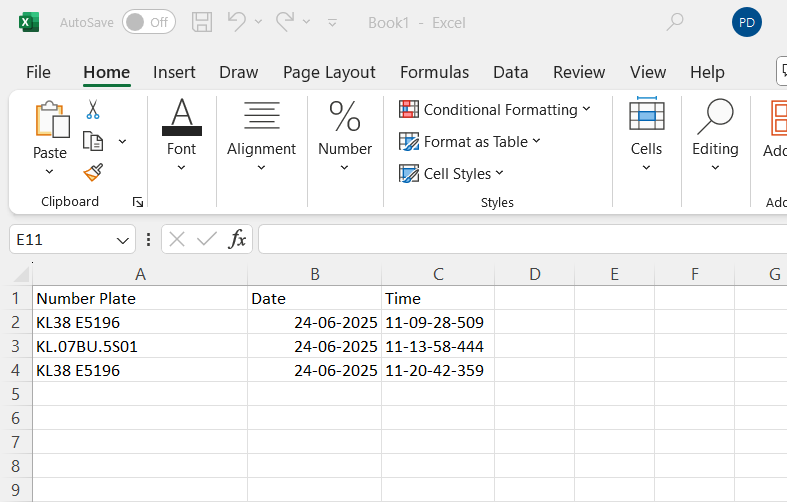 AutoSave Off Book1 - Excel PD
File Home Insert Draw Page Layout Formulas Data Review View Help
Paste
Clipboard
Font
Alignment
%
Number
Conditional Formatting
Format as Table
Cell Styles
Styles
Cells
Editing
Add
Add
E11 fx
A B C D E F G
1 Number Plate Date Time
2 KL38 E5196 24-06-2025 11-09-28-509
3 KL.07BU.5S01 24-06-2025 11-13-58-444
4 KL38 E5196 24-06-2025 11-20-42-359
5
6
7
8
9